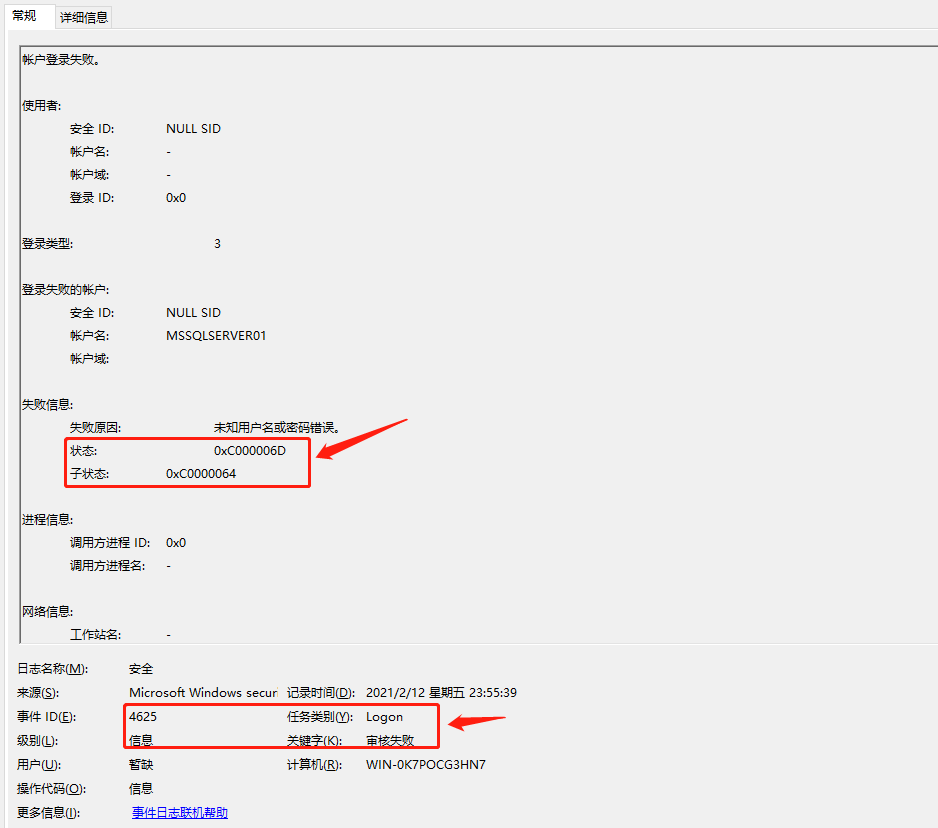 常规 详细信息
帐户登录失败。
使用者:
安全 ID: NULL SID
帐户名: -
帐户域: -
登录 ID: 0x0
登录类型: 3
登录失败的帐户:
安全 ID: NULL SID
帐户名: MSSQLSERVER01
帐户域:
失败信息:
失败原因: 未知用户名或密码错误。
状态: 0xC000006D
子状态: 0xC0000064
进程信息:
调用方进程 ID: 0x0
调用方进程名: -
网络信息:
工作站名: -
日志名称(M): 安全
来源(S): Microsoft Windows secur 记录时间(D): 2021/2/12 星期五 23:55:39
事件 ID(E): 4625 任务类别(Y): Logon
级别(L): 信息 关键字(K): 审核失败
用户(U): 暂缺 计算机(R): WIN-0K7POCG3HN7
操作代码(O): 信息
更多信息(I): 事件日志联机帮助